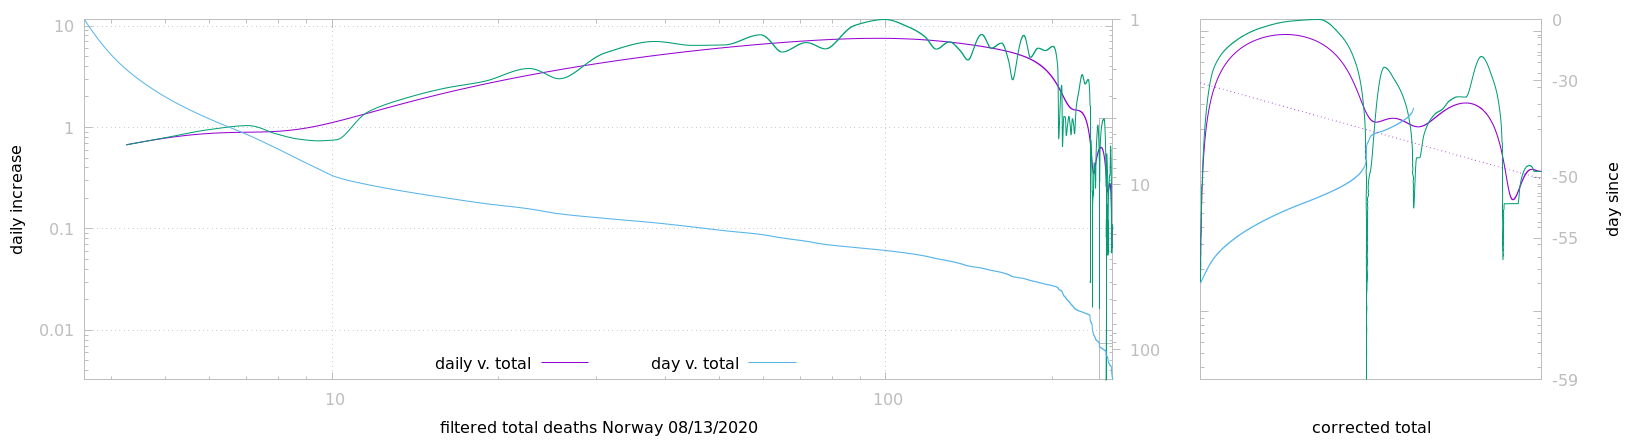 10
1
0.1
0.01
daily increase
daily v. total
day v. total
10
100
filtered total deaths Norway 08/13/2020
1
10
100
0
-30
-50
-55
-59
day since
corrected total